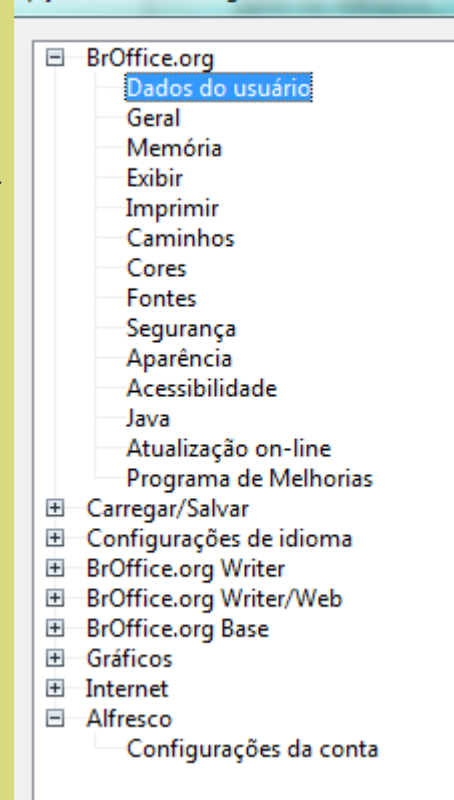 BrOffice.org
Dados do usuário
Geral
Memória
Exibir
Imprimir
Caminhos
Cores
Fontes
Segurança
Aparência
Acessibilidade
Java
Atualização on-line
Programa de Melhorias
Carregar/Salvar
Configurações de idioma
BrOffice.org Writer
BrOffice.org Writer/Web
BrOffice.org Base
Gráficos
Internet
Alfresco
Configurações da conta